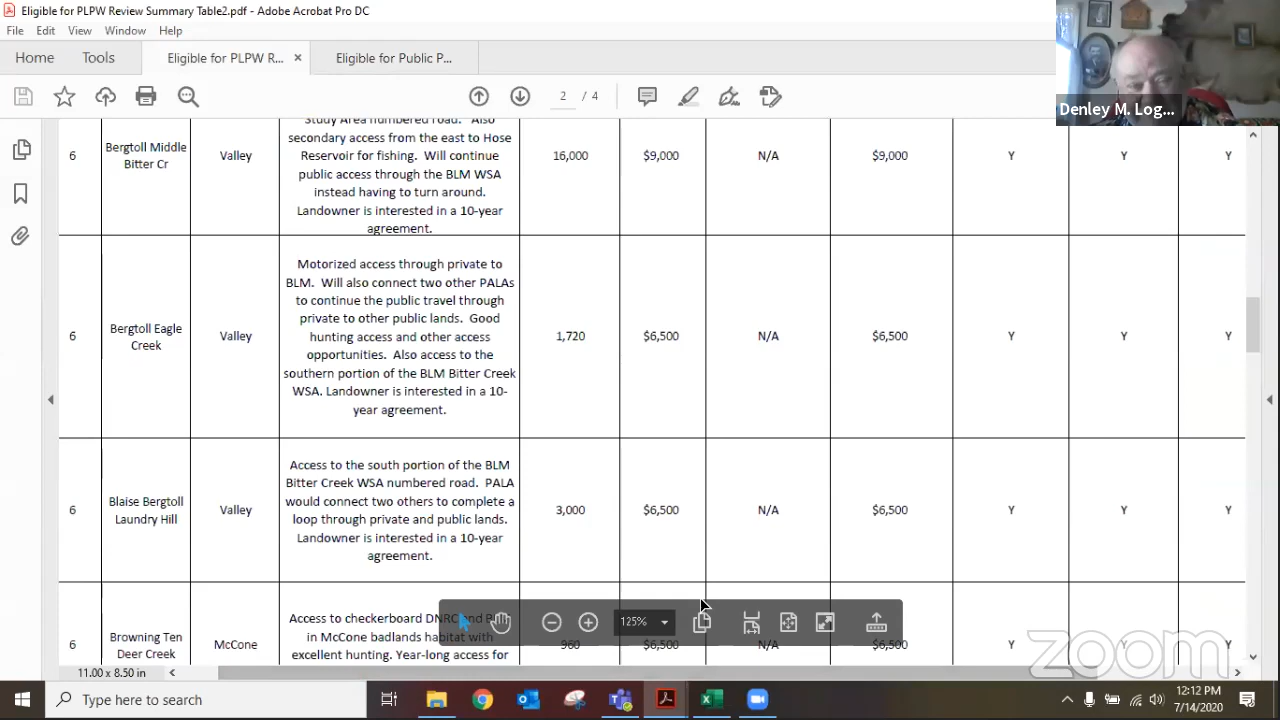 Eligible for PLPW Review Summary Table2.pdf - Adobe Acrobat Pro DC
File Edit View Window Help
Home Tools Eligible for PLPW R... × Eligible for Public P...
2 / 4
Denley M. Log...
Study Area numbered road. Also
secondary access from the east to Hose
Reservoir for fishing. Will continue
public access through the BLM WSA
instead having to turn around.
Landowner is interested in a 10-year
agreement.
6 Bergtoll Middle Bitter Cr Valley 16,000 $9,000 N/A $9,000 Y Y Y
Motorized access through private to
BLM. Will also connect two other PALAs
to continue the public travel through
private to other public lands. Good
hunting access and other access
opportunities. Also access to the
southern portion of the BLM Bitter Creek
WSA. Landowner is interested in a 10-
year agreement.
6 Bergtoll Eagle Creek Valley 1,720 $6,500 N/A $6,500 Y Y Y
Access to the south portion of the BLM
Bitter Creek WSA numbered road. PALA
would connect two others to complete a
loop through private and public lands.
Landowner is interested in a 10-year
agreement.
6 Blaise Bergtoll Laundry Hill Valley 3,000 $6,500 N/A $6,500 Y Y Y
Access to checkerboard DNRC and
in McCone badlands habitat with
excellent hunting. Year-long access for
6 Browning Ten Deer Creek McCone 960 $6,500 N/A $6,500 Y Y Y
125%
zoom
11.00 x 8.50 in
Type here to search
12:12 PM
7/14/2020